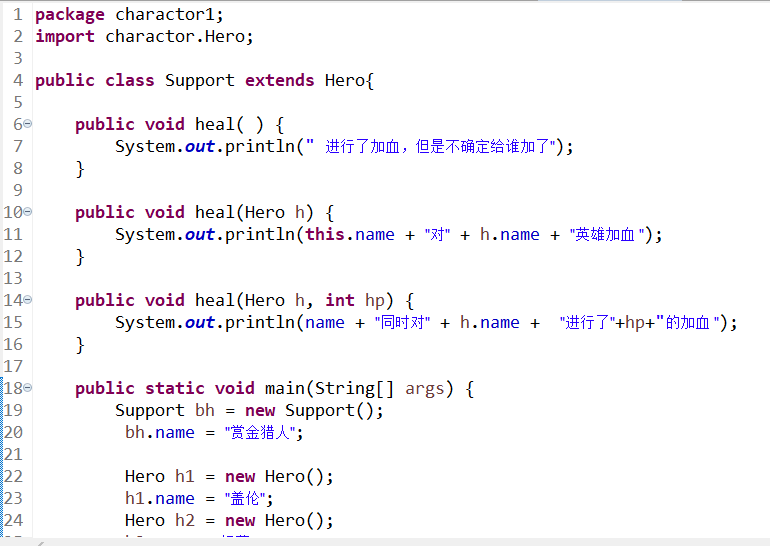 1 package charactor1;
2 import charactor.Hero;
3
4 public class Support extends Hero{
5
6 public void heal( ) {
7 System.out.println(" 进行了加血，但是不确定给谁加了");
8 }
9
10 public void heal(Hero h) {
11 System.out.println(this.name + "对" + h.name + "英雄加血 ");
12 }
13
14 public void heal(Hero h, int hp) {
15 System.out.println(name + "同时对" + h.name +  "进行了"+hp+"的加血 ");
16 }
17
18 public static void main(String[] args) {
19 Support bh = new Support();
20 bh.name = "赏金猎人";
21
22 Hero h1 = new Hero();
23 h1.name = "盖伦";
24 Hero h2 = new Hero();